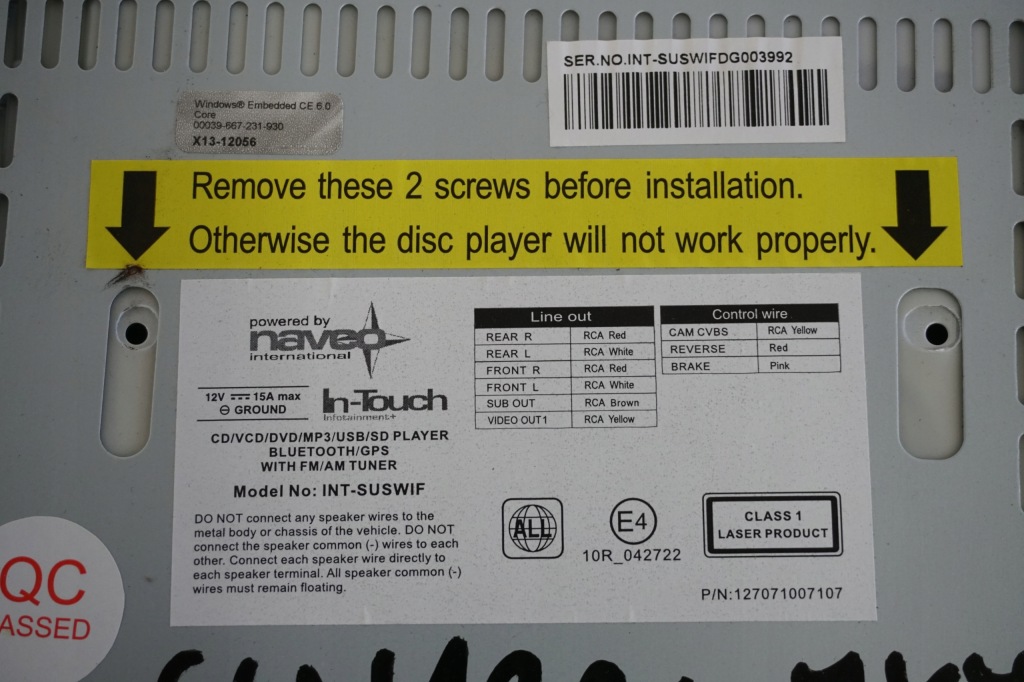 SER.NO.INT-SUSWIFDG003992
Windows® Embedded CE 6.0
Core
00039-667-231-930
X13-12056
Remove these 2 screws before installation.
Otherwise the disc player will not work properly.
powered by
naveo
international
12V 15A max
GROUND
In-Touch
Infotainment+
CD/VCD/DVD/MP3/USB/SD PLAYER
BLUETOOTH/GPS
WITH FM/AM TUNER
Model No: INT-SUSWIF
DO NOT connect any speaker wires to the
metal body or chassis of the vehicle. DO NOT
connect the speaker common (-) wires to each
other. Connect each speaker wire directly to
each speaker terminal. All speaker common (-)
wires must remain floating.
Line out
REAR R RCA Red
REAR L RCA White
FRONT R RCA Red
FRONT L RCA White
SUB OUT RCA Brown
VIDEO OUT1 RCA Yellow
Control wire
CAM CVBS RCA Yellow
REVERSE Red
BRAKE Pink
ALL
E4
10R_042722
CLASS 1
LASER PRODUCT
P/N:127071007107
QC
ASSED